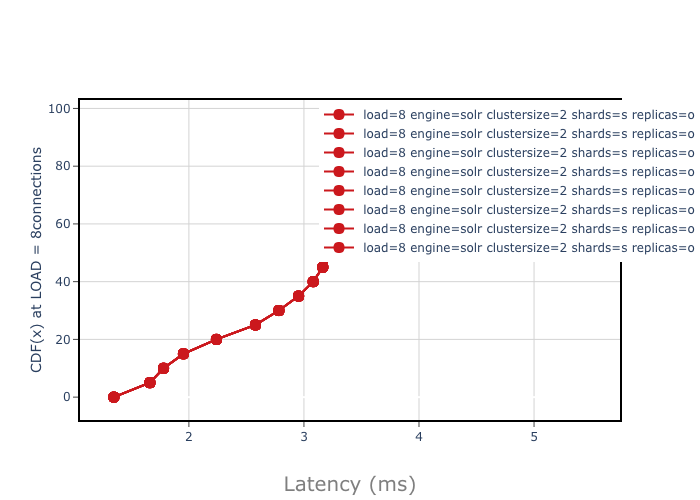 100
80
60
40
20
0
CDF(x) at LOAD = 8connections
load=8 engine=solr clustersize=2 shards=s replicas=o
load=8 engine=solr clustersize=2 shards=s replicas=o
load=8 engine=solr clustersize=2 shards=s replicas=o
load=8 engine=solr clustersize=2 shards=s replicas=o
load=8 engine=solr clustersize=2 shards=s replicas=o
load=8 engine=solr clustersize=2 shards=s replicas=o
load=8 engine=solr clustersize=2 shards=s replicas=o
load=8 engine=solr clustersize=2 shards=s replicas=o
2 3 4 5
Latency (ms)